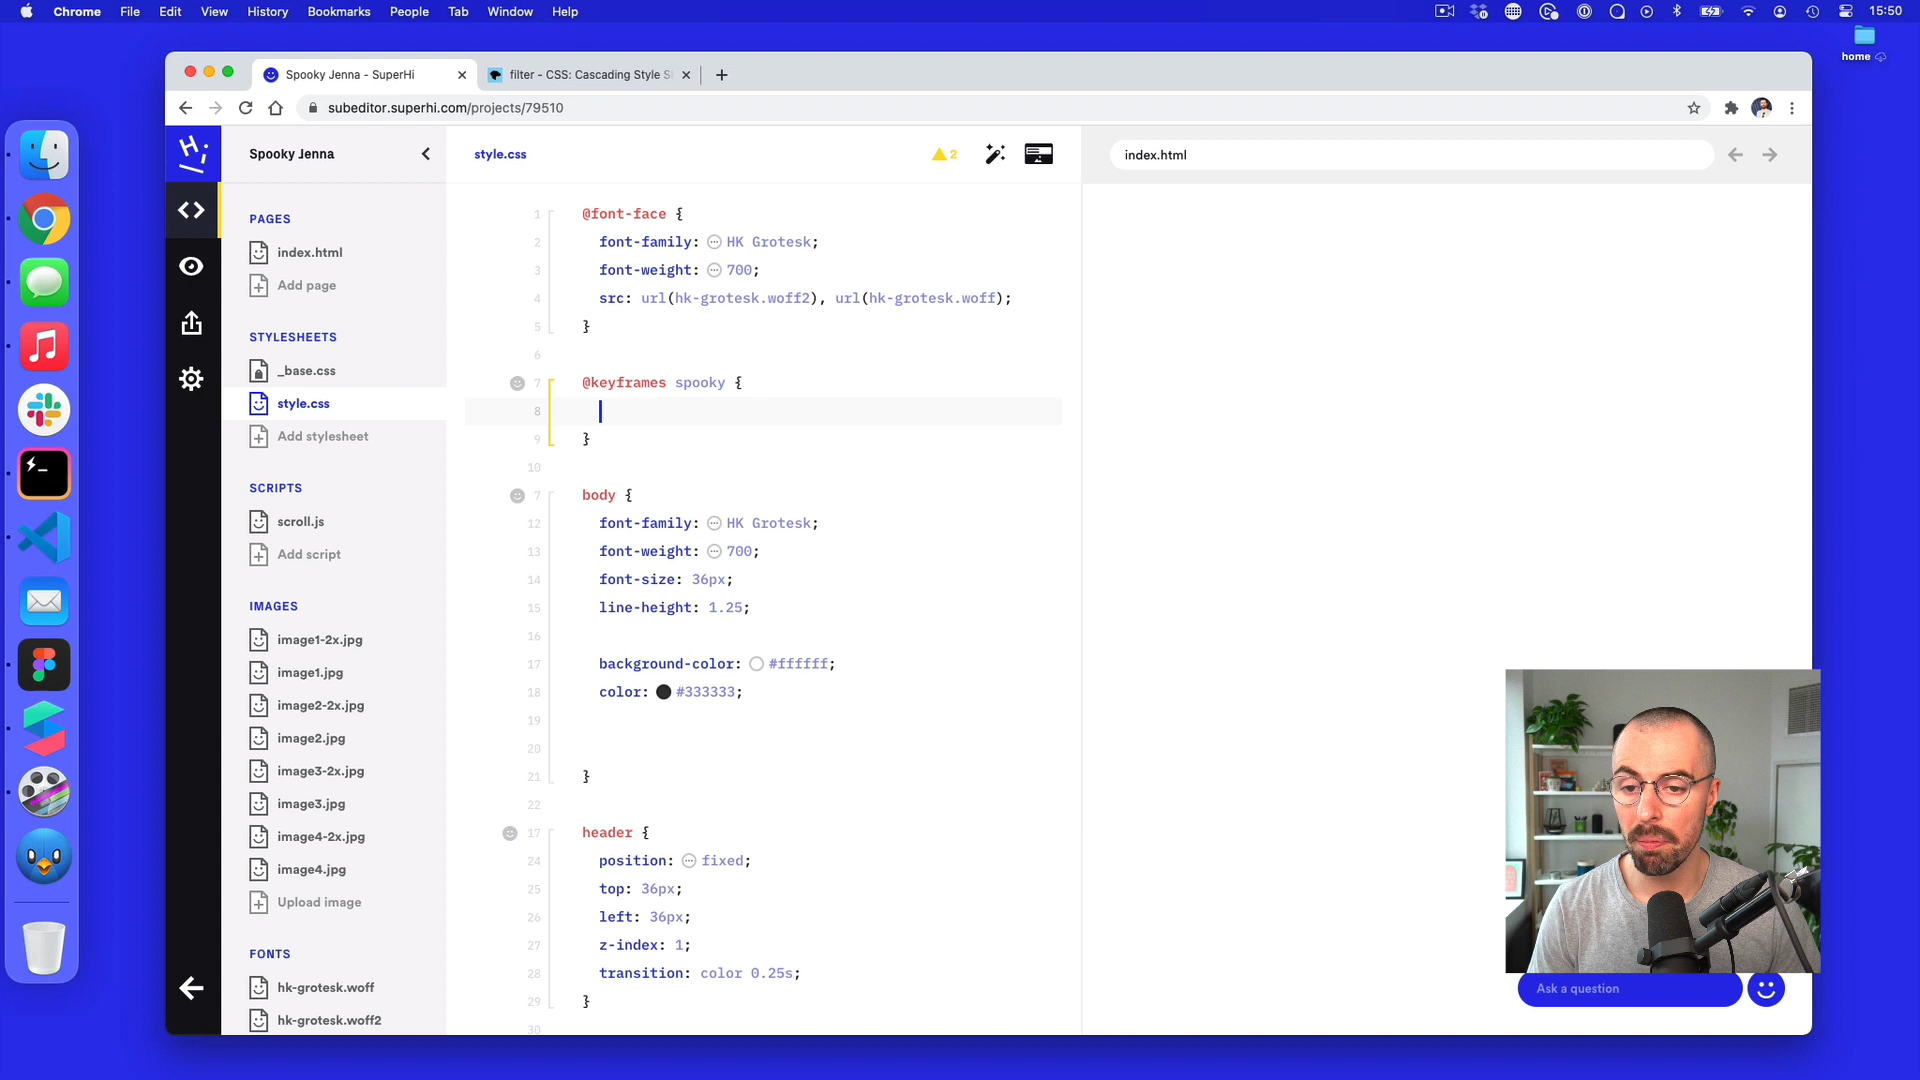 Chrome File Edit View History Bookmarks People Tab Window Help 15:50
home
Spooky Jenna - SuperHi
filter - CSS: Cascading Style S
subeditor.superhi.com/projects/79510
Hi
Spooky Jenna
style.css
2
index.html
PAGES
index.html
Add page
STYLESHEETS
_base.css
style.css
Add stylesheet
SCRIPTS
scroll.js
Add script
IMAGES
image1-2x.jpg
image1.jpg
image2-2x.jpg
image2.jpg
image3-2x.jpg
image3.jpg
image4-2x.jpg
image4.jpg
Upload image
FONTS
hk-grotesk.woff
hk-grotesk.woff2
1 @font-face {
2 font-family: HK Grotesk;
3 font-weight: 700;
4 src: url(hk-grotesk.woff2), url(hk-grotesk.woff);
5 }
6
7 @keyframes spooky {
8
9 }
10
7 body {
12 font-family: HK Grotesk;
13 font-weight: 700;
14 font-size: 36px;
15 line-height: 1.25;
16
17 background-color: #ffffff;
18 color: #333333;
19
20
21 }
22
17 header {
24 position: fixed;
25 top: 36px;
26 left: 36px;
27 z-index: 1;
28 transition: color 0.25s;
29 }
30
Ask a question